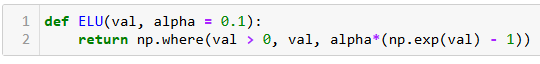 1 def ELU(val, alpha = 0.1):
2     return np.where(val > 0, val, alpha*(np.exp(val) - 1))